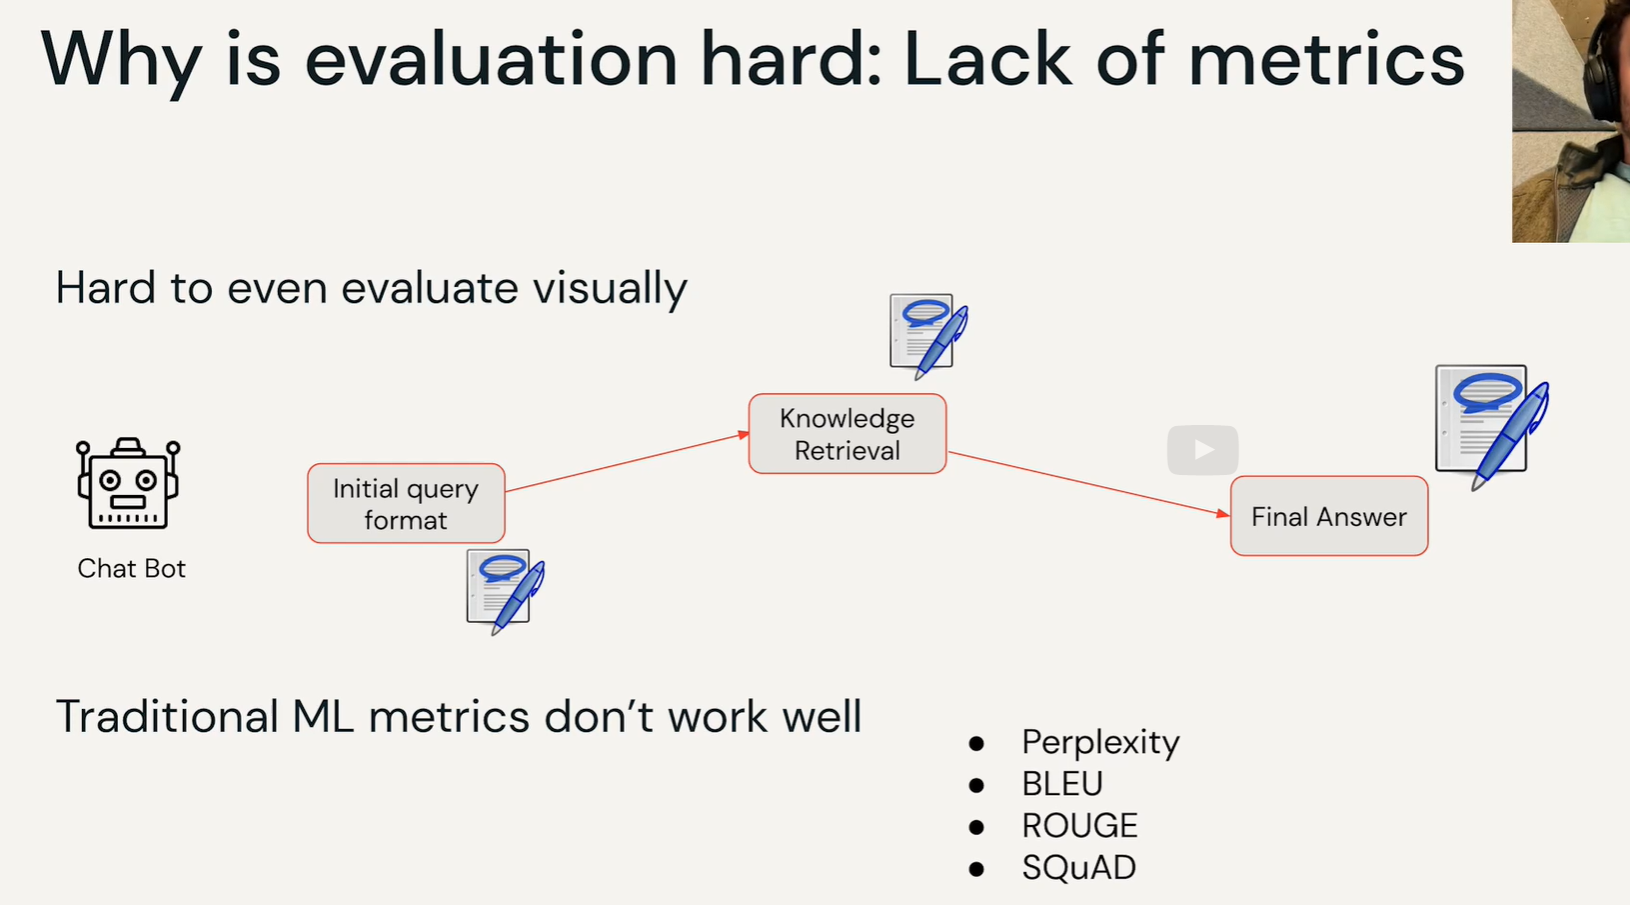 Why is evaluation hard: Lack of metrics
Hard to even evaluate visually
Chat Bot
Initial query
format
Knowledge
Retrieval
Final Answer
Traditional ML metrics don’t work well
● Perplexity
● BLEU
● ROUGE
● SQuAD